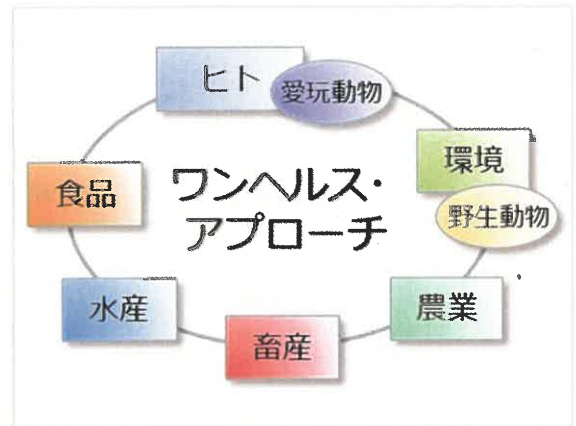 ヒト
愛玩動物
環境
野生動物
食品
ワンヘルス・
アプローチ
水産
農業
畜産